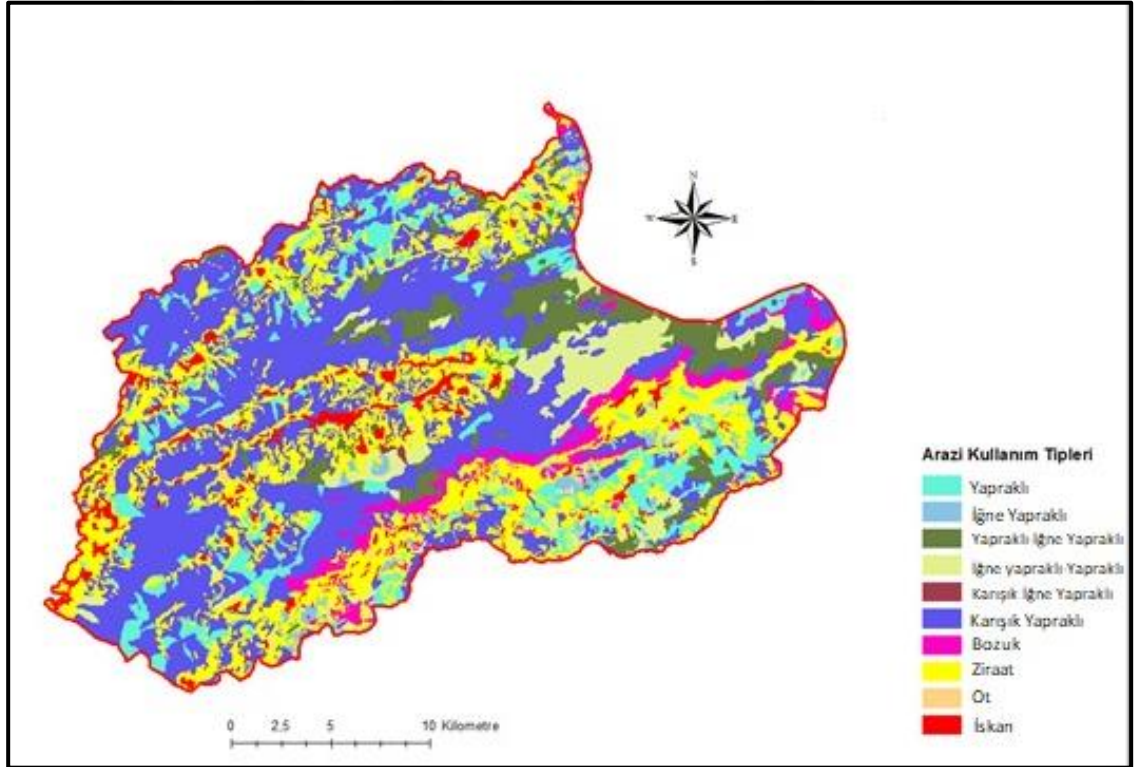 N
W E
S
Arazi Kullanım Tipleri
Yapraklı
İğne Yapraklı
Yapraklı İğne Yapraklı
İğne yapraklı Yapraklı
Karışık İğne Yapraklı
Karışık Yapraklı
Bozuk
Ziraat
Ot
İskan
0 2,5 5 10 Kilometre